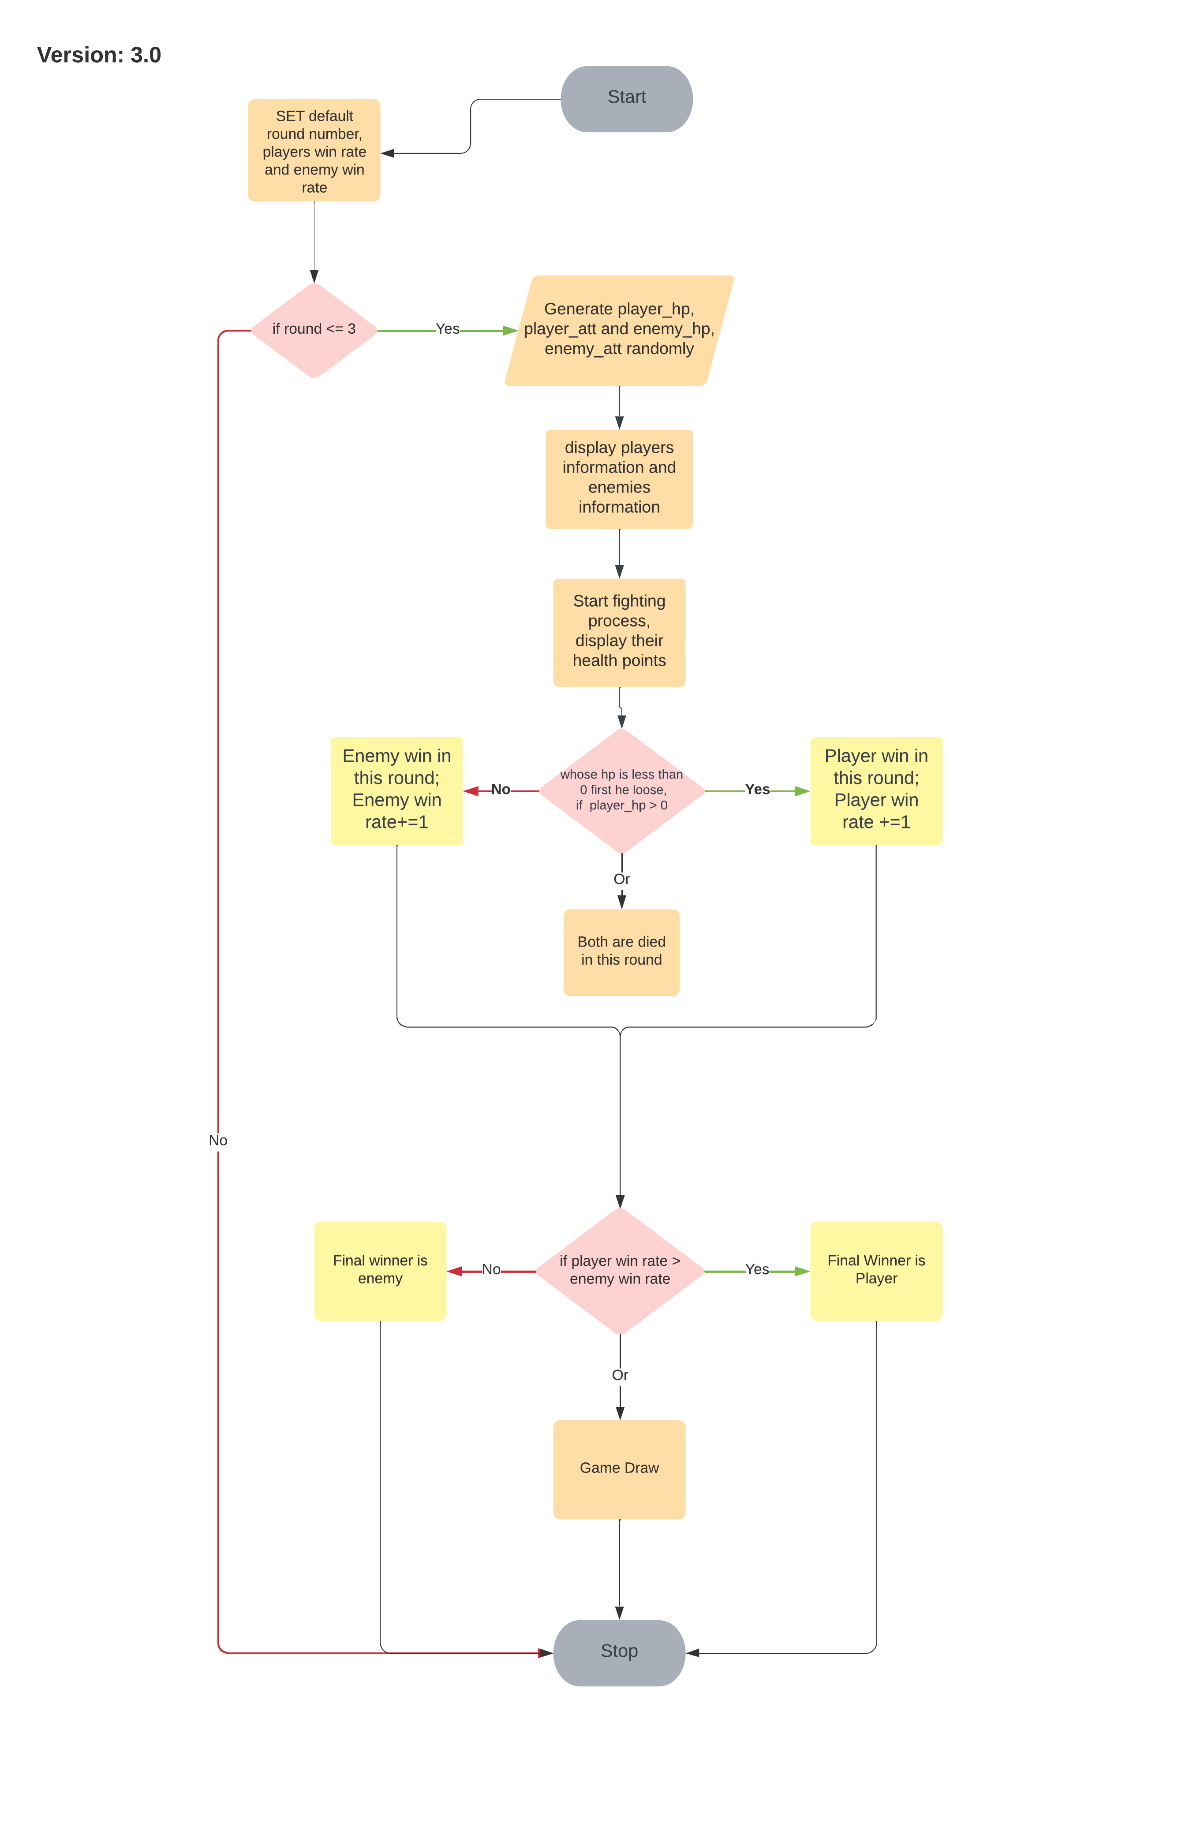 Version: 3.0
Start
SET default
round number,
players win rate
and enemy win
rate
if round <= 3
Yes
Generate player_hp,
player_att and enemy_hp,
enemy_att randomly
display players
information and
enemies
information
Start fighting
process,
display their
health points
Enemy win in
this round;
Enemy win
rate+=1
No
whose hp is less than
0 first he loose,
if  player_hp > 0
Yes
Player win in
this round;
Player win
rate +=1
Or
Both are died
in this round
No
Final winner is
enemy
No
if player win rate >
enemy win rate
Yes
Final Winner is
Player
Or
Game Draw
Stop